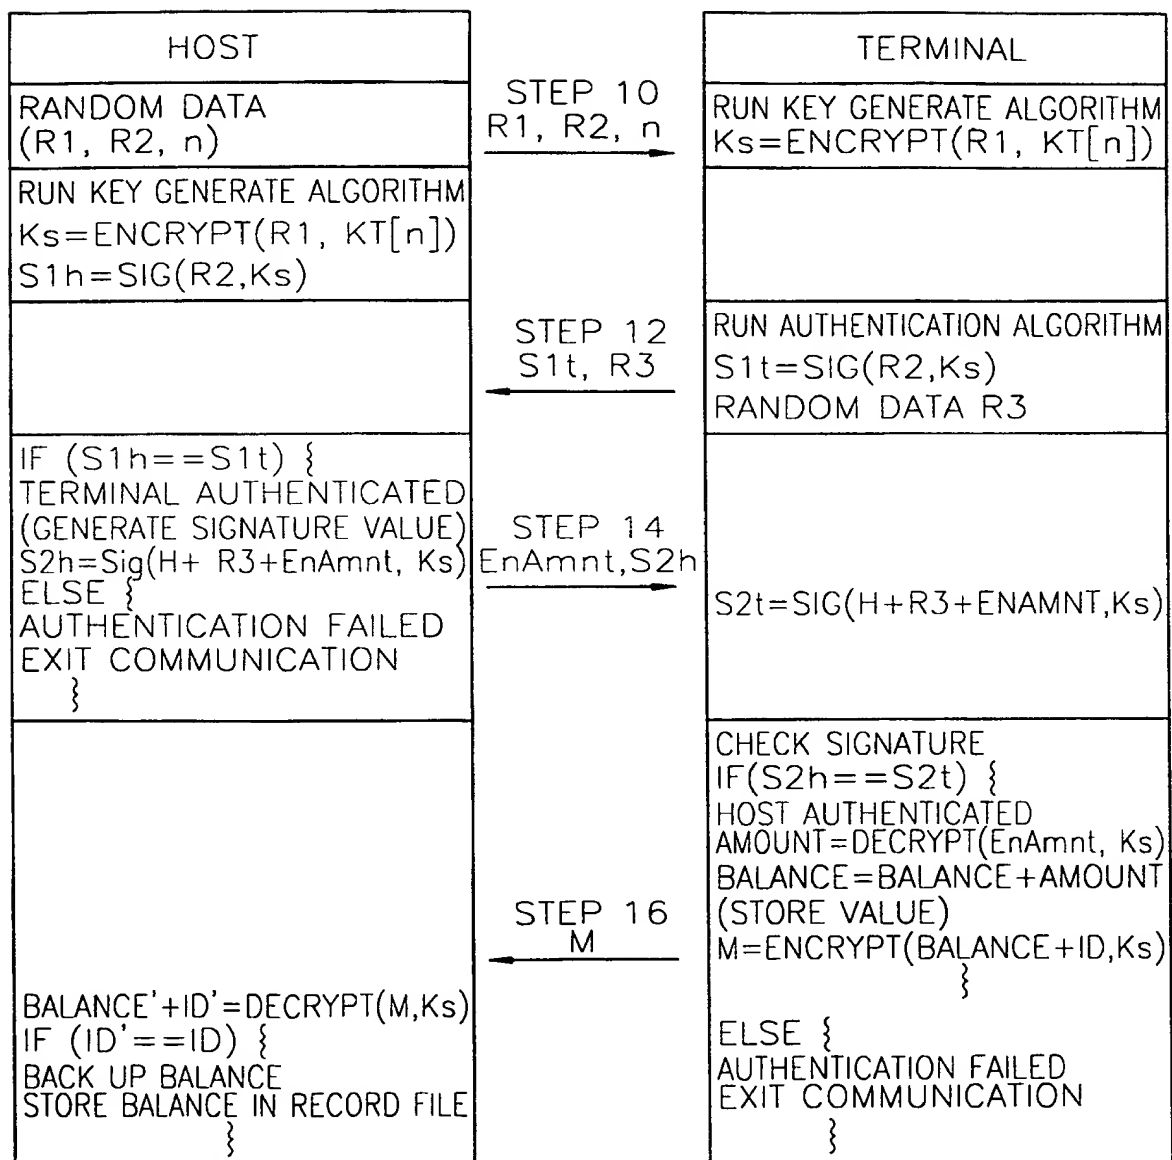 HOST
TERMINAL
RANDOM DATA
(R1, R2, n)
STEP 10
R1, R2, n
RUN KEY GENERATE ALGORITHM
Ks=ENCRYPT(R1, KT[n])
RUN KEY GENERATE ALGORITHM
Ks=ENCRYPT(R1, KT[n])
S1h=SIG(R2,Ks)
STEP 12
S1t, R3
RUN AUTHENTICATION ALGORITHM
S1t=SIG(R2,Ks)
RANDOM DATA R3
IF (S1h==S1t) {
TERMINAL AUTHENTICATED
(GENERATE SIGNATURE VALUE)
S2h=Sig(H+ R3+EnAmnt, Ks)
ELSE {
AUTHENTICATION FAILED
EXIT COMMUNICATION
}
STEP 14
EnAmnt,S2h
S2t=SIG(H+R3+ENAMNT,Ks)
CHECK SIGNATURE
IF(S2h==S2t) {
HOST AUTHENTICATED
AMOUNT=DECRYPT(EnAmnt, Ks)
BALANCE=BALANCE+AMOUNT
(STORE VALUE)
M=ENCRYPT(BALANCE+ID,Ks)
}
STEP 16
M
BALANCE'+ID'=DECRYPT(M,Ks)
IF (ID'==ID) {
BACK UP BALANCE
STORE BALANCE IN RECORD FILE
}
ELSE {
AUTHENTICATION FAILED
EXIT COMMUNICATION
}